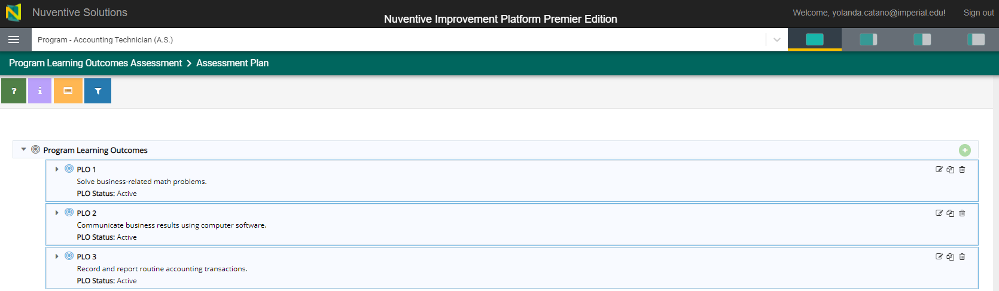 Nuventive Solutions
Nuventive Improvement Platform Premier Edition
Welcome, yolanda.catano@imperial.edu!
Sign out
Program - Accounting Technician (A.S.)
Program Learning Outcomes Assessment > Assessment Plan
?
i
Program Learning Outcomes
PLO 1
Solve business-related math problems.
PLO Status: Active
PLO 2
Communicate business results using computer software.
PLO Status: Active
PLO 3
Record and report routine accounting transactions.
PLO Status: Active